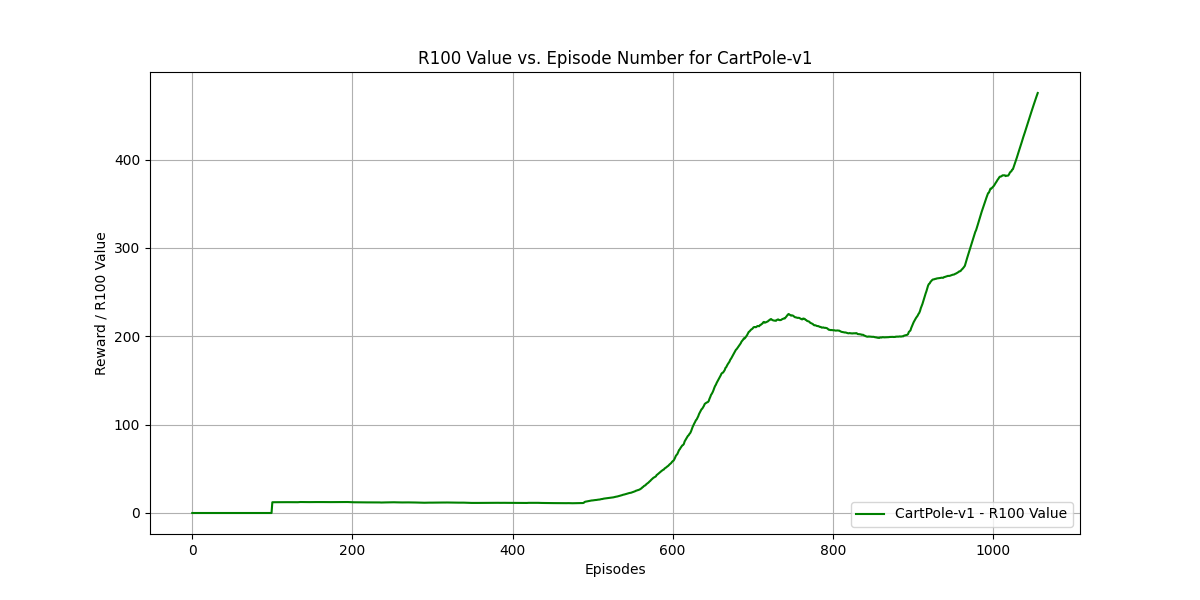 R100 Value vs. Episode Number for CartPole-v1
400
300
200
100
0
Reward / R100 Value
CartPole-v1 - R100 Value
0 200 400 600 800 1000
Episodes